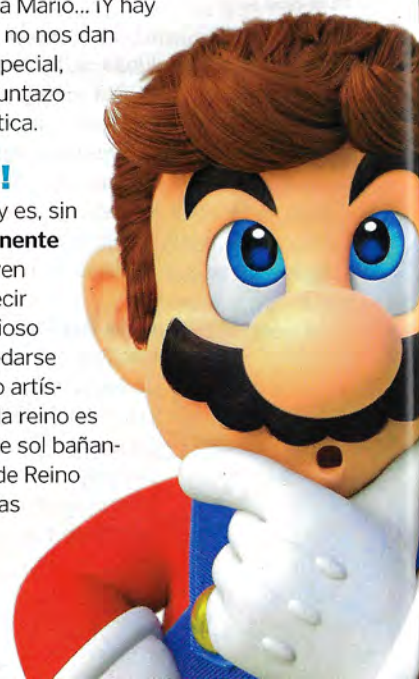 a Mario... ¡Y hay
no nos dan
pecial,
untazo
tica.
!
y es, sin
nente
ven
ecir
ioso
darse
o artís-
a reino es
e sol bañan-
de Reino
as